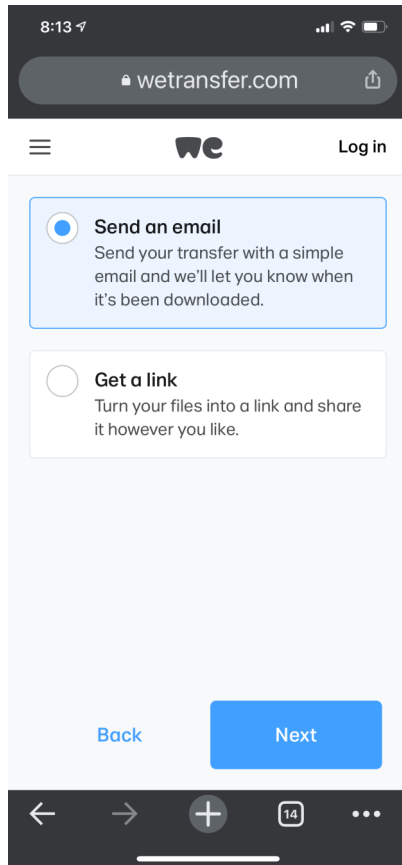 8:13
wetransfer.com
we
Log in
Send an email
Send your transfer with a simple
email and we'll let you know when
it's been downloaded.
Get a link
Turn your files into a link and share
it however you like.
Back
Next
14